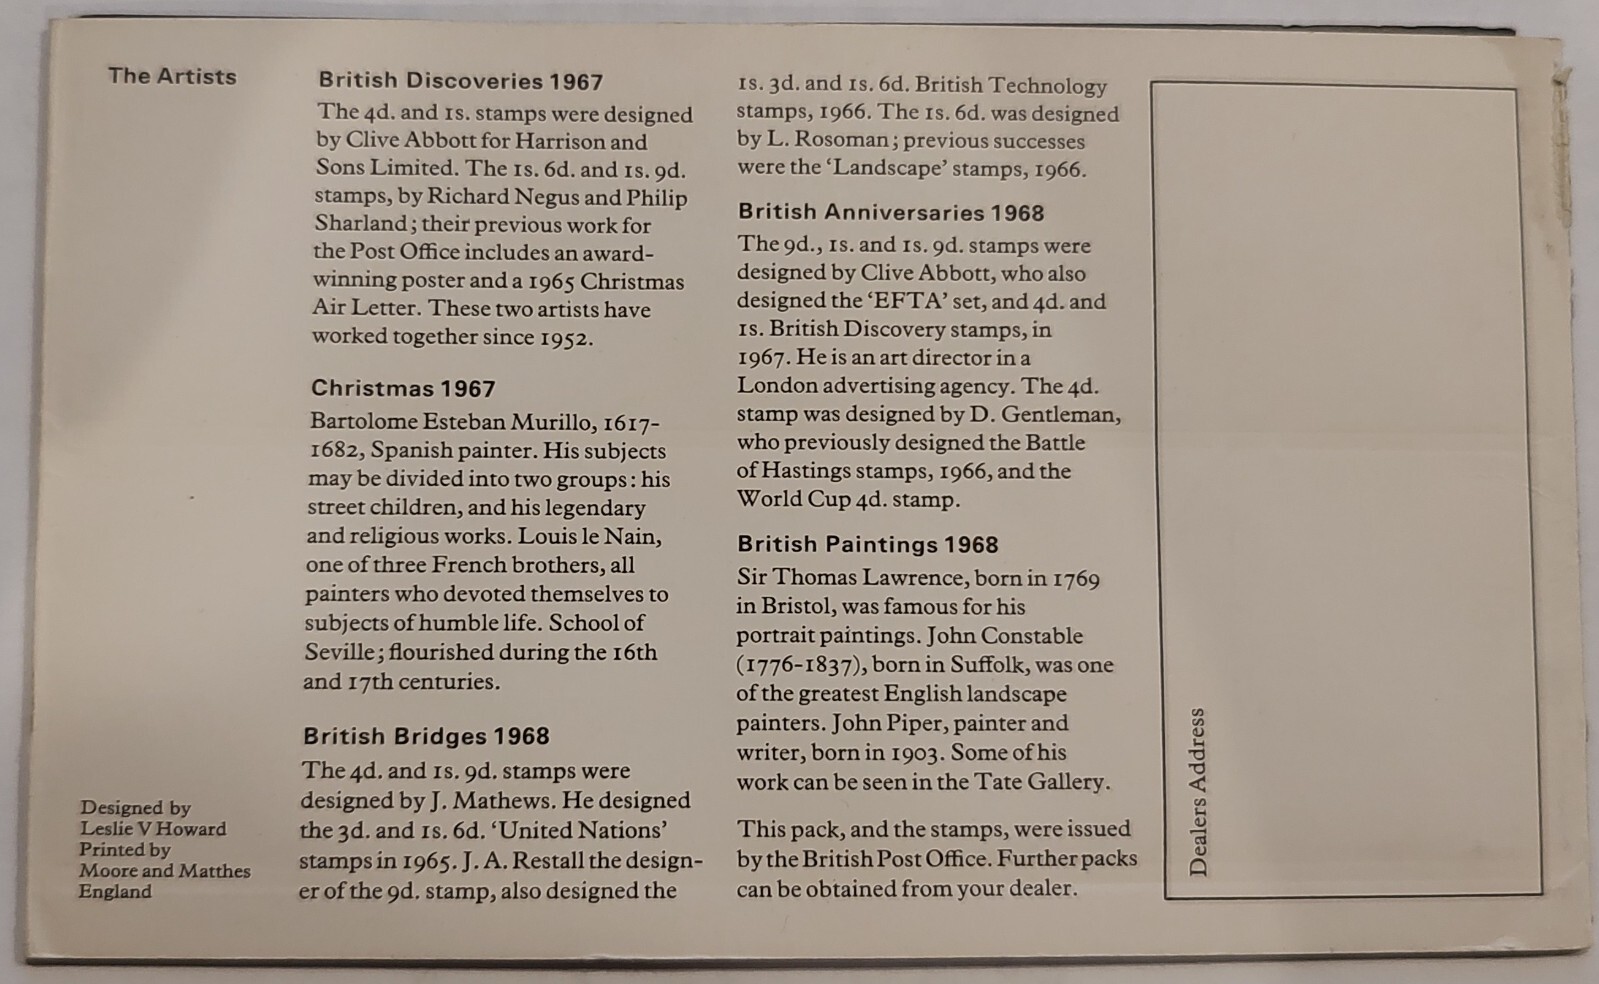 The Artists
British Discoveries 1967
The 4d. and 1s. stamps were designed
by Clive Abbott for Harrison and
Sons Limited. The 1s. 6d. and 1s. 9d.
stamps, by Richard Negus and Philip
Sharland; their previous work for
the Post Office includes an award-
winning poster and a 1965 Christmas
Air Letter. These two artists have
worked together since 1952.
Christmas 1967
Bartolome Esteban Murillo, 1617-
1682, Spanish painter. His subjects
may be divided into two groups: his
street children, and his legendary
and religious works. Louis le Nain,
one of three French brothers, all
painters who devoted themselves to
subjects of humble life. School of
Seville; flourished during the 16th
and 17th centuries.
British Bridges 1968
The 4d. and 1s. 9d. stamps were
designed by J. Mathews. He designed
the 3d. and 1s. 6d. ‘United Nations’
stamps in 1965. J. A. Restall the design-
er of the 9d. stamp, also designed the
1s. 3d. and 1s. 6d. British Technology
stamps, 1966. The 1s. 6d. was designed
by L. Rosoman; previous successes
were the ‘Landscape’ stamps, 1966.
British Anniversaries 1968
The 9d., 1s. and 1s. 9d. stamps were
designed by Clive Abbott, who also
designed the ‘EFTA’ set, and 4d. and
1s. British Discovery stamps, in
1967. He is an art director in a
London advertising agency. The 4d.
stamp was designed by D. Gentleman,
who previously designed the Battle
of Hastings stamps, 1966, and the
World Cup 4d. stamp.
British Paintings 1968
Sir Thomas Lawrence, born in 1769
in Bristol, was famous for his
portrait paintings. John Constable
(1776-1837), born in Suffolk, was one
of the greatest English landscape
painters. John Piper, painter and
writer, born in 1903. Some of his
work can be seen in the Tate Gallery.
This pack, and the stamps, were issued
by the British Post Office. Further packs
can be obtained from your dealer.
Designed by
Leslie V Howard
Printed by
Moore and Matthes
England
Dealers Address